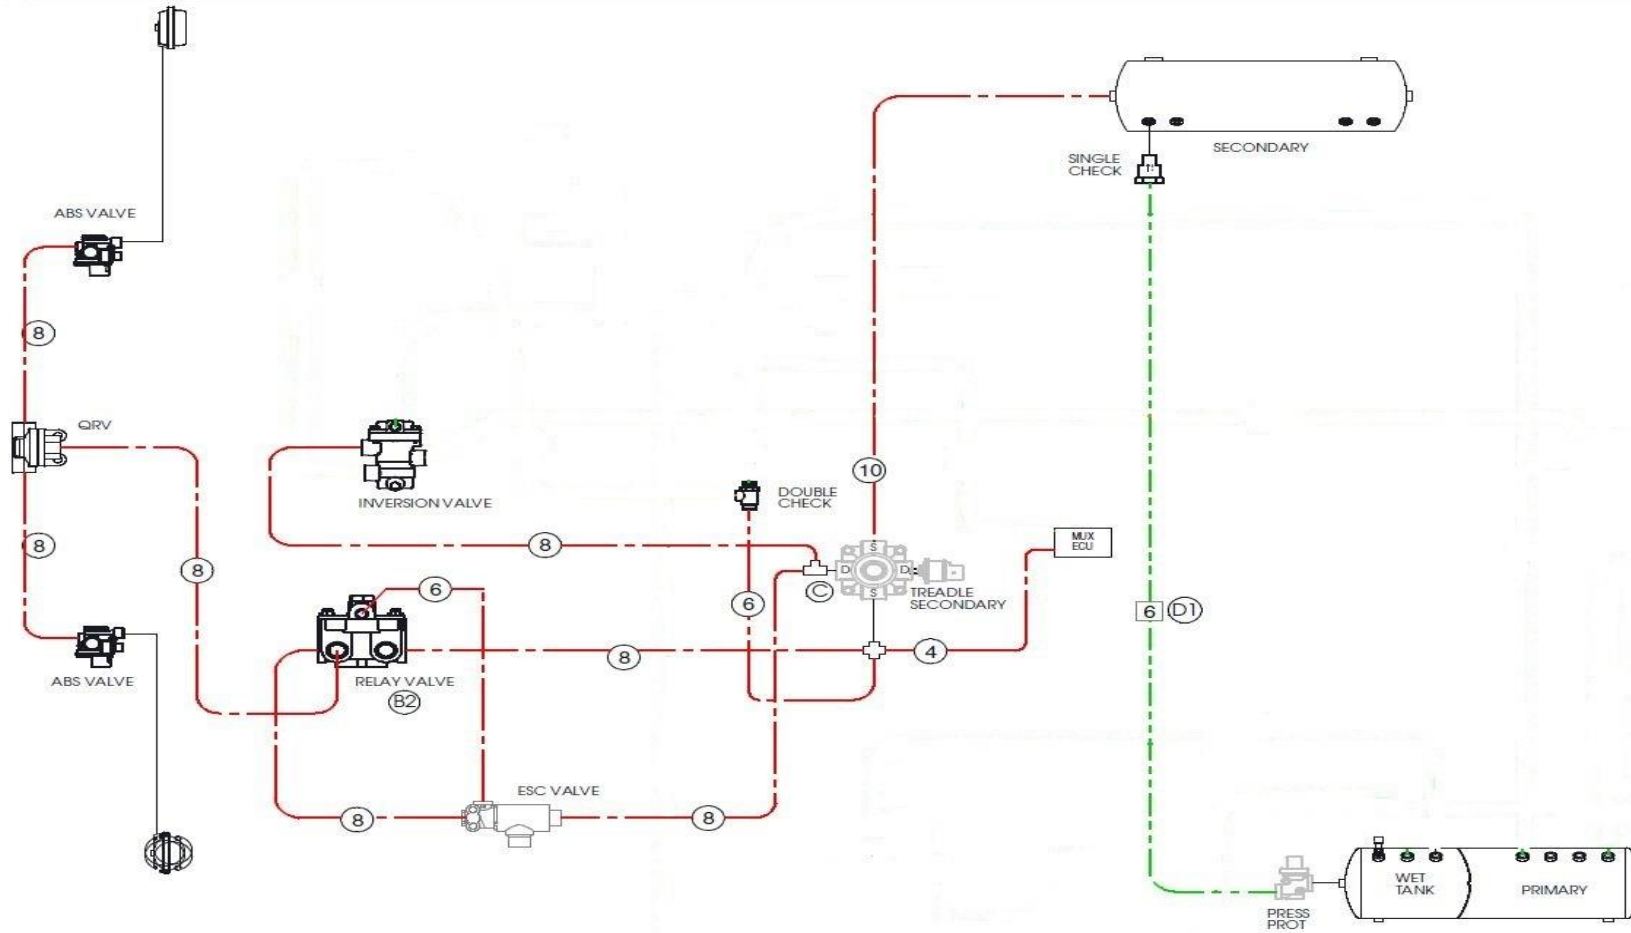 SECONDARY
SINGLE
CHECK
ABS VALVE
8
QRV
10
INVERSION VALVE
DOUBLE
CHECK
MUX
ECU
8
8
8
S
D
D
S
C
TREADLE
SECONDARY
6
6
6
D1
8
4
ABS VALVE
RELAY VALVE
B2
ESC VALVE
8
8
WET
TANK
PRIMARY
PRESS
PROT